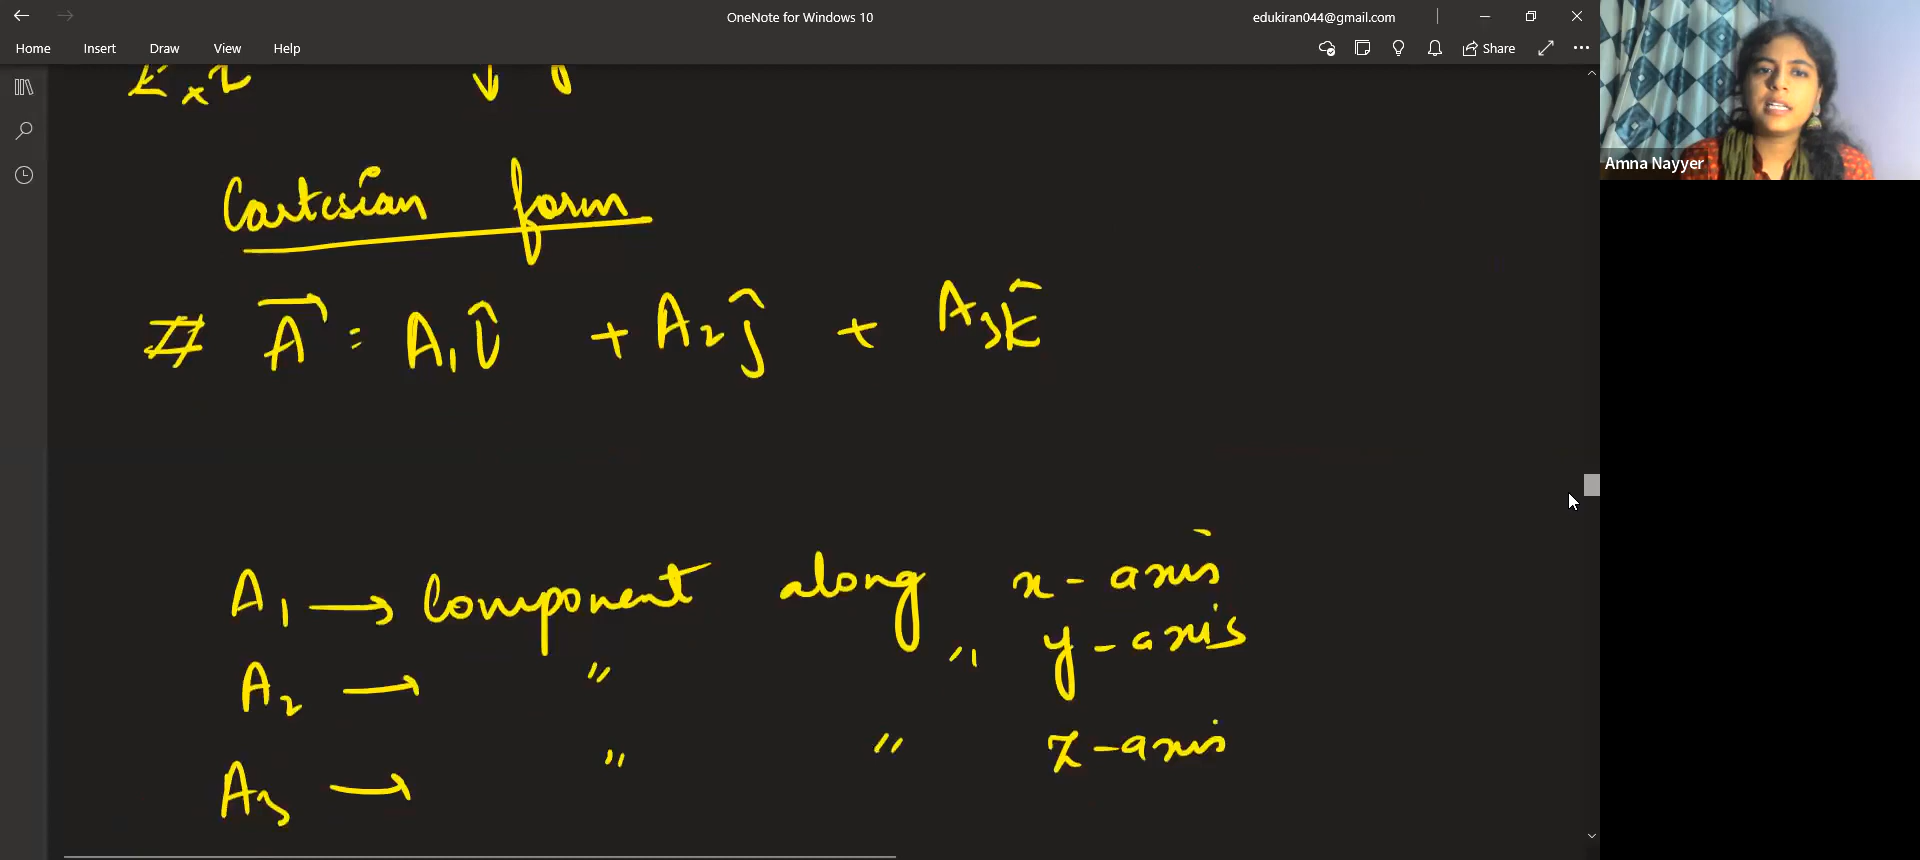 OneNote for Windows 10
edukiran044@gmail.com
Home Insert Draw View Help
Share
Amna Nayyer
Cartesian form
# A⃗ = A₁î + A₂ĵ + A₃k̂
A₁ → Component along x-axis
A₂ → " " y-axis
A₃ → " " z-axis